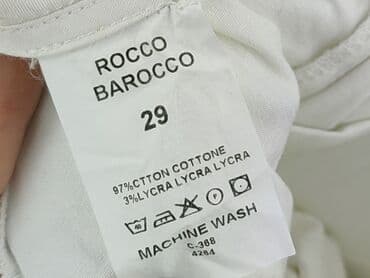 ROCCO
BAROCCO
29
97%CTTON COTTONE
3%LYCRA LYCRA LYCRA
MACHINE WASH
C-368
4264